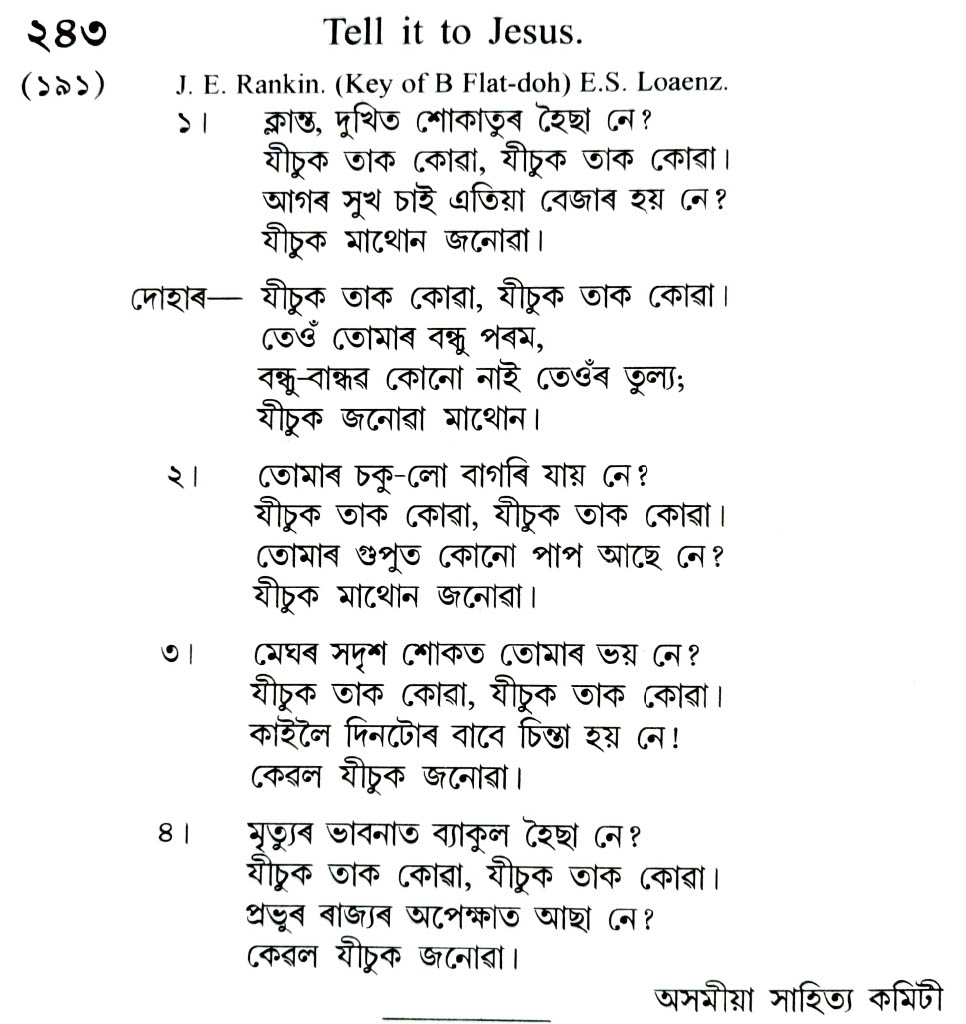 ২৪৩ Tell it to Jesus.
(১৯১) J. E. Rankin. (Key of B Flat-doh) E.S. Loaenz.
১। ক্লান্ত, দুখিত শোকাতুৰ হৈছা নে?
যীচুক তাক কোৱা, যীচুক তাক কোৱা।
আগৰ সুখ চাই এতিয়া বেজাৰ হয় নে?
যীচুক মাথোন জনোৱা।
দোহাৰ— যীচুক তাক কোৱা, যীচুক তাক কোৱা।
তেওঁ তোমাৰ বন্ধু পৰম,
বন্ধু-বান্ধৱ কোনো নাই তেওঁৰ তুল্য;
যীচুক জনোৱা মাথোন।
২। তোমাৰ চকু-লো বাগৰি যায় নে?
যীচুক তাক কোৱা, যীচুক তাক কোৱা।
তোমাৰ গুপুত কোনো পাপ আছে নে?
যীচুক মাথোন জনোৱা।
৩। মেঘৰ সদৃশ শোকত তোমাৰ ভয় নে?
যীচুক তাক কোৱা, যীচুক তাক কোৱা।
কাইলৈ দিনটোৰ বাবে চিন্তা হয় নে!
কেৱল যীচুক জনোৱা।
৪। মৃত্যুৰ ভাবনাত ব্যাকুল হৈছা নে?
যীচুক তাক কোৱা, যীচুক তাক কোৱা।
প্ৰভুৰ ৰাজ্যৰ অপেক্ষাত আছা নে?
কেৱল যীচুক জনোৱা।
অসমীয়া সাহিত্য কমিটী